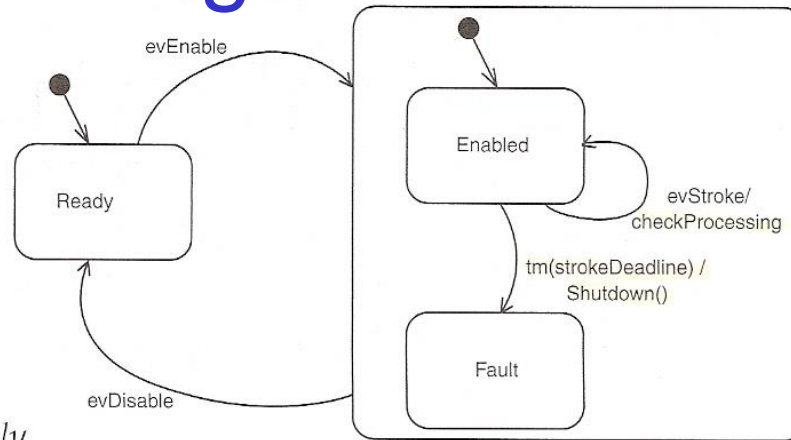 evEnable
Enabled
Ready
evStroke/
checkProcessing
tm(strokeDeadline) /
Shutdown()
Fault
evDisable